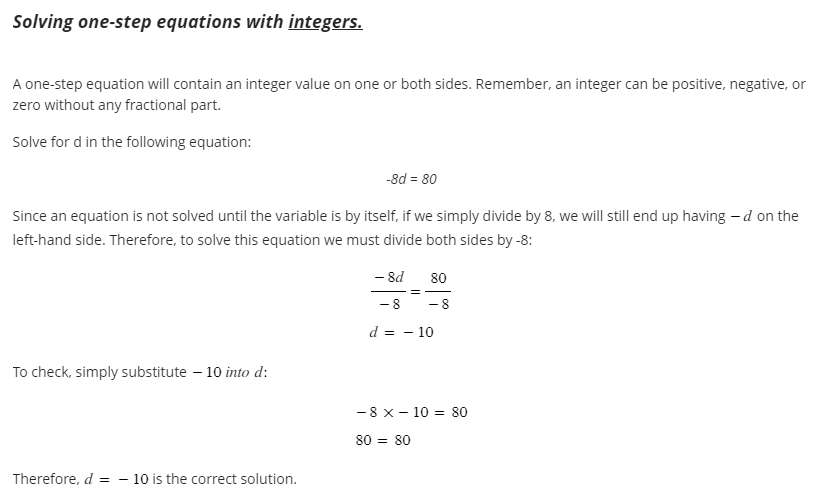 Solving one-step equations with integers.
A one-step equation will contain an integer value on one or both sides. Remember, an integer can be positive, negative, or
zero without any fractional part.
Solve for d in the following equation:
-8d = 80
Since an equation is not solved until the variable is by itself, if we simply divide by 8, we will still end up having − d on the
left-hand side. Therefore, to solve this equation we must divide both sides by -8:
− 8d   80
=
− 8   − 8
d = − 10
To check, simply substitute − 10 into d:
− 8 × − 10 = 80
80 = 80
Therefore, d = − 10 is the correct solution.